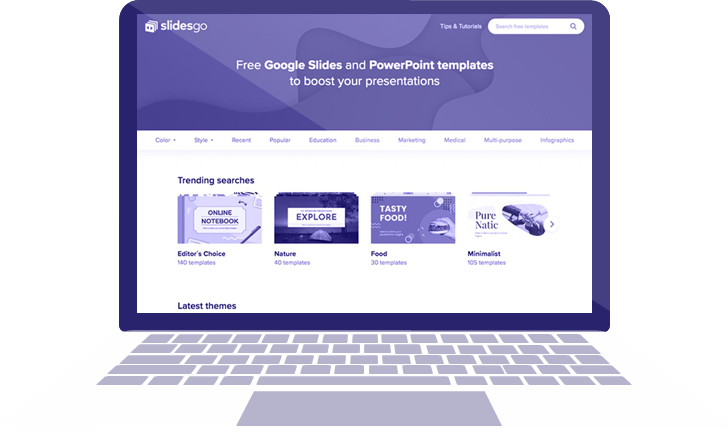 slidesgo
Tips & Tutorials
Search free templates
Free Google Slides and PowerPoint templates
to boost your presentations
Color
Style
Recent
Popular
Education
Business
Marketing
Medical
Multi-purpose
Infographics
Trending searches
ONLINE
NOTEBOOK
EXPLORE
TASTY
FOOD!
Pure
Natic
Editor's Choice
140 templates
Nature
40 templates
Food
30 templates
Minimalist
105 templates
Latest themes